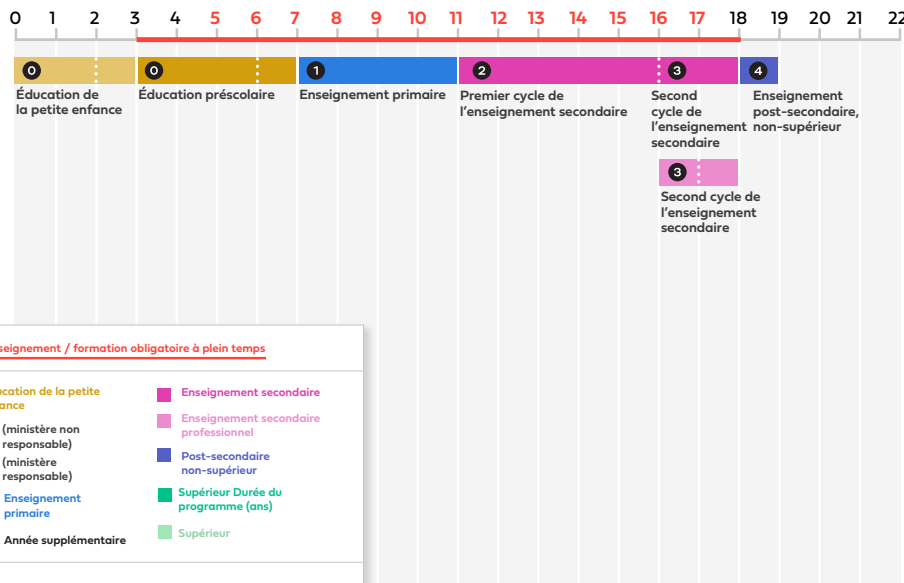 0 1 2 3 4 5 6 7 8 9 10 11 12 13 14 15 16 17 18 19 20 21 22
0 0 1 2 3 4
Éducation de
la petite enfance
Éducation préscolaire
Enseignement primaire
Premier cycle de
l'enseignement secondaire
Second
cycle de
l'enseignement
secondaire
Enseignement
post-secondaire,
non-supérieur
3
Second cycle de
l'enseignement
secondaire
seignement / formation obligatoire à plein temps
ucation de la petite
ance
(ministère non
responsable)
(ministère
responsable)
Enseignement
primaire
Année supplémentaire
Enseignement secondaire
Enseignement secondaire
professionnel
Post-secondaire
non-supérieur
Supérieur Durée du
programme (ans)
Supérieur